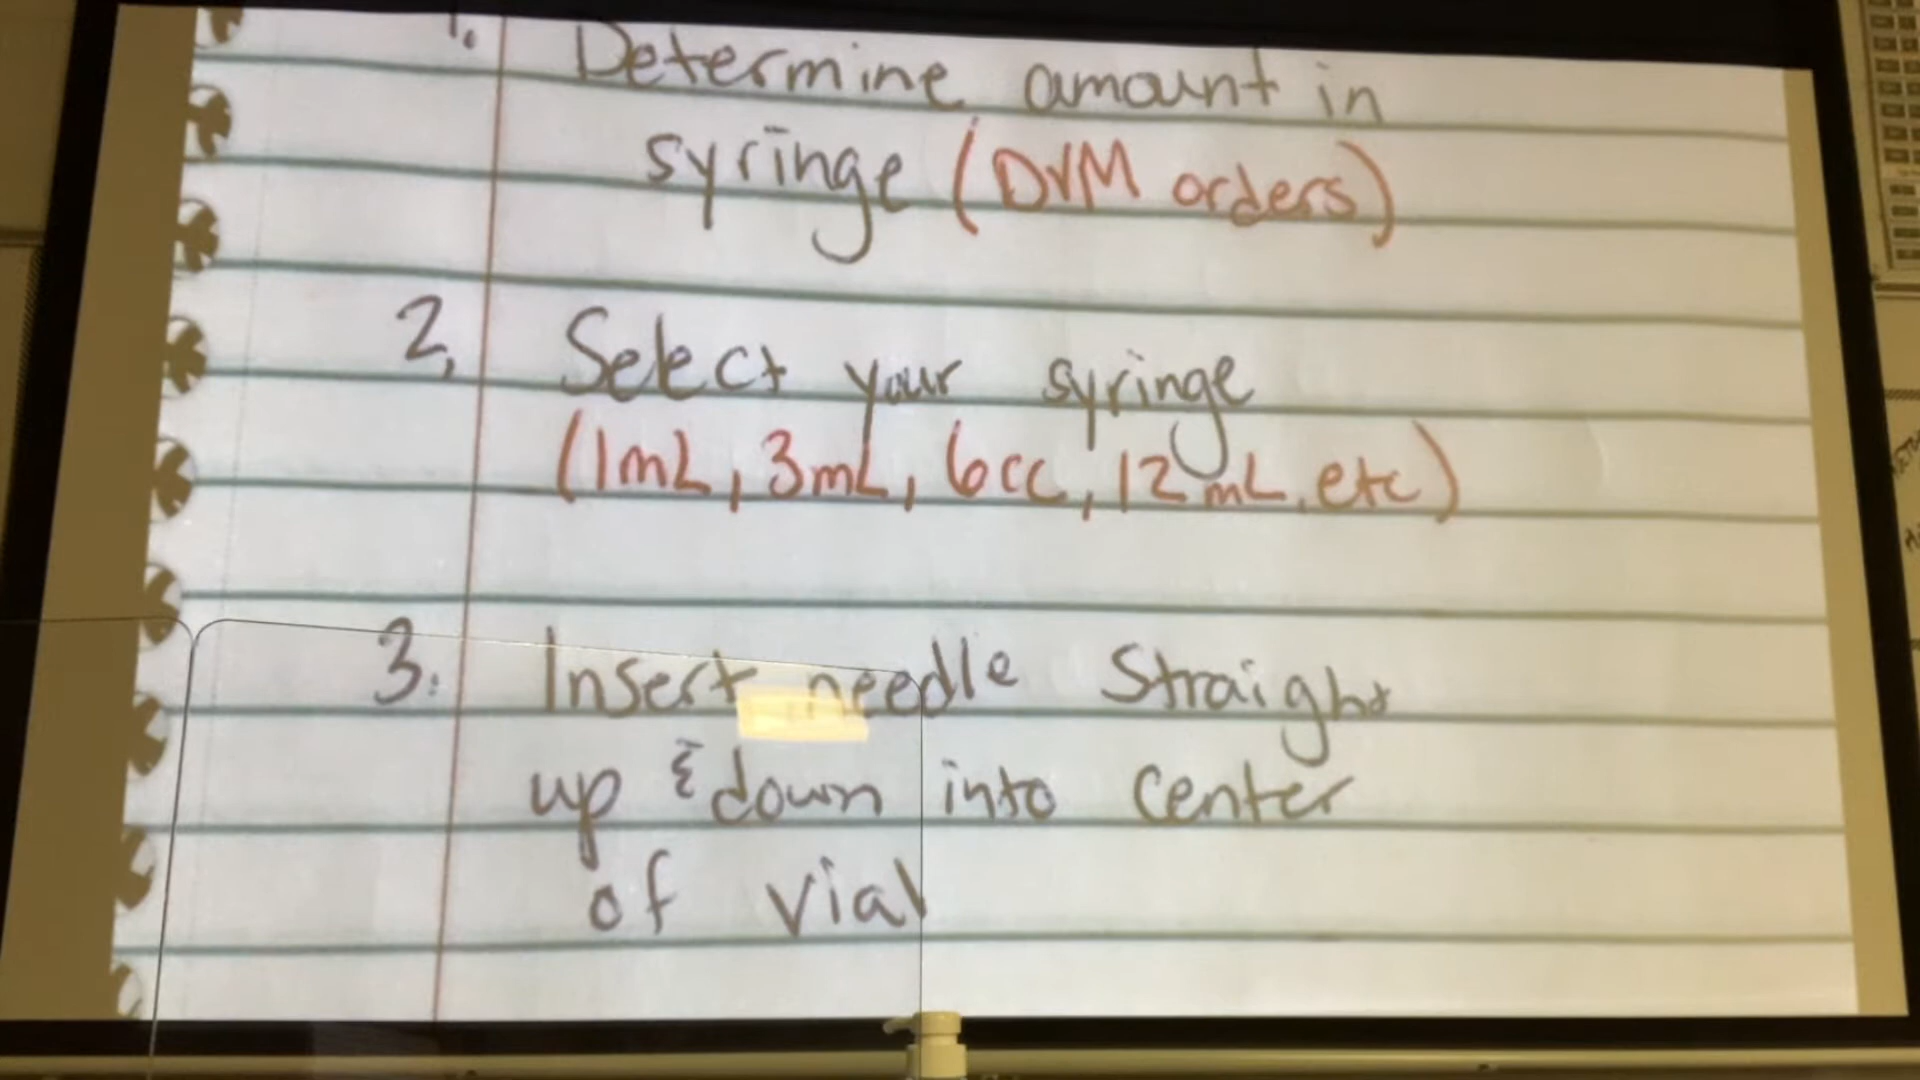 1. Determine amount in
syringe (DVM orders)
2. Select your syringe
(1mL, 3mL, 6cc, 12mL, etc)
3. Insert needle Straight
up & down into center
of vial